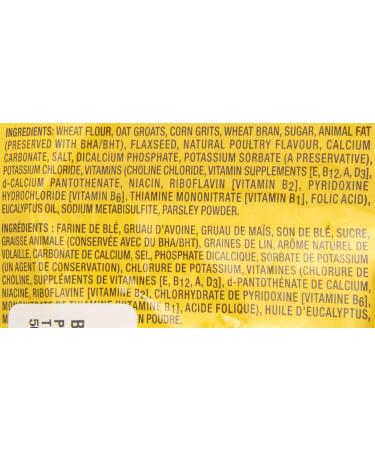 INGREDIENTS: WHEAT FLOUR, OAT GROATS, CORN GRITS, WHEAT BRAN, SUGAR, ANIMAL FAT
(PRESERVED WITH BHA/BHT), FLAXSEED, NATURAL POULTRY FLAVOUR, CALCIUM
CARBONATE, SALT, DICALCIUM PHOSPHATE, POTASSIUM SORBATE (A PRESERVATIVE),
POTASSIUM CHLORIDE, VITAMINS (CHOLINE CHLORIDE, VITAMIN SUPPLEMENTS [E, B12, A, D3],
d-CALCIUM PANTOTHENATE, NIACIN, RIBOFLAVIN [VITAMIN B2], PYRIDOXINE
HYDROCHLORIDE [VITAMIN B6], THIAMINE MONONITRATE [VITAMIN B1], FOLIC ACID),
EUCALYPTUS OIL, SODIUM METABISULFITE, PARSLEY POWDER.
INGRÉDIENTS : FARINE DE BLÉ, GRUAU D'AVOINE, GRUAU DE MAÏS, SON DE BLÉ, SUCRE,
GRAISSE ANIMALE (CONSERVÉE AVEC DU BHA/BHT), GRAINES DE LIN, ARÔME NATUREL DE
VOLAILLE, CARBONATE DE CALCIUM, SEL, PHOSPHATE DICALCIQUE, SORBATE DE POTASSIUM
(UN AGENT DE CONSERVATION), CHLORURE DE POTASSIUM, VITAMINES (CHLORURE DE
CHOLINE, SUPPLÉMENTS DE VITAMINES [E, B12, A, D3], d-PANTOTHÉNATE DE CALCIUM,
NIACINE, RIBOFLAVINE [VITAMINE B2], CHLORHYDRATE DE PYRIDOXINE [VITAMINE B6],
MONONITRATE DE THIAMINE [VITAMINE B1], ACIDE FOLIQUE), HUILE D'EUCALYPTUS,
EN POUDRE.
B
P
T